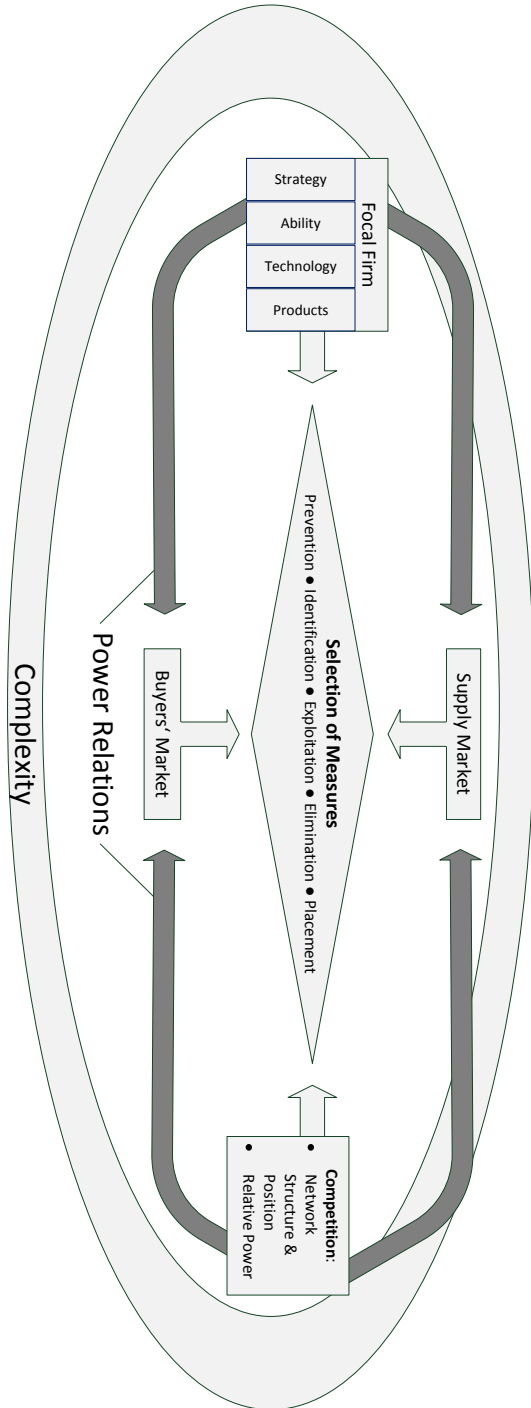 Supply Market
Focal Firm
Strategy
Ability
Technology
Products
Selection of Measures
Prevention ● Identification ● Exploitation ● Elimination ● Placement
Competition:
• Network
Structure &
Position
• Relative Power
Buyers‘ Market
Power Relations
Complexity